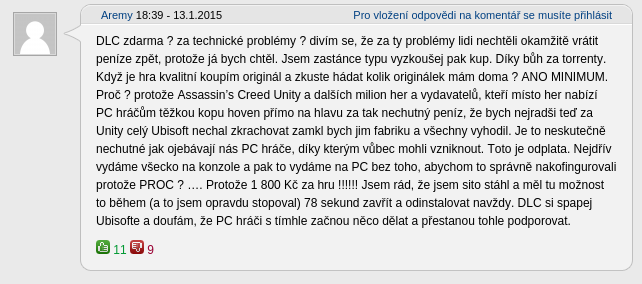 Aremy 18:39 - 13.1.2015 Pro vložení odpovědi na komentář se musíte přihlásit
DLC zdarma ? za technické problémy ? divím se, že za ty problémy lidi nechtěli okamžitě vrátit
peníze zpět, protože já bych chtěl. Jsem zastánce typu vyzkoušej pak kup. Díky bůh za torrenty.
Když je hra kvalitní koupím originál a zkuste hádat kolik originálek mám doma ? ANO MINIMUM.
Proč ? protože Assassin's Creed Unity a dalších milion her a vydavatelů, kteří místo her nabízí
PC hráčům těžkou kopu hoven přímo na hlavu za tak nechutný peníz, že bych nejradši teď za
Unity celý Ubisoft nechal zkrachovat zamkl bych jim fabriku a všechny vyhodil. Je to neskutečně
nechutné jak ojebávají nás PC hráče, díky kterým vůbec mohli vzniknout. Toto je odplata. Nejdřív
vydáme všecko na konzole a pak to vydáme na PC bez toho, abychom to správně nakofingurovali
protože PROC ? .... Protože 1 800 Kč za hru !!!!!! Jsem rád, že jsem sito stáhl a měl tu možnost
to během (a to jsem opravdu stopoval) 78 sekund zavřít a odinstalovat navždy. DLC si spapej
Ubisofte a doufám, že PC hráči s tímhle začnou něco dělat a přestanou tohle podporovat.
11 9